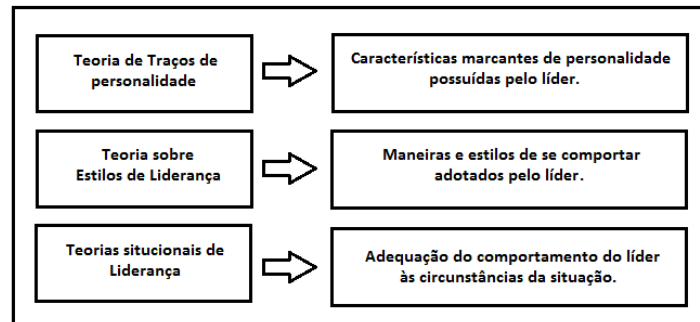 Teoria de Traços de
personalidade
Características marcantes de personalidade
possuídas pelo líder.
Teoria sobre
Estilos de Liderança
Maneiras e estilos de se comportar
adotados pelo líder.
Teorias situcionais de
Liderança
Adequação do comportamento do líder
às circunstâncias da situação.